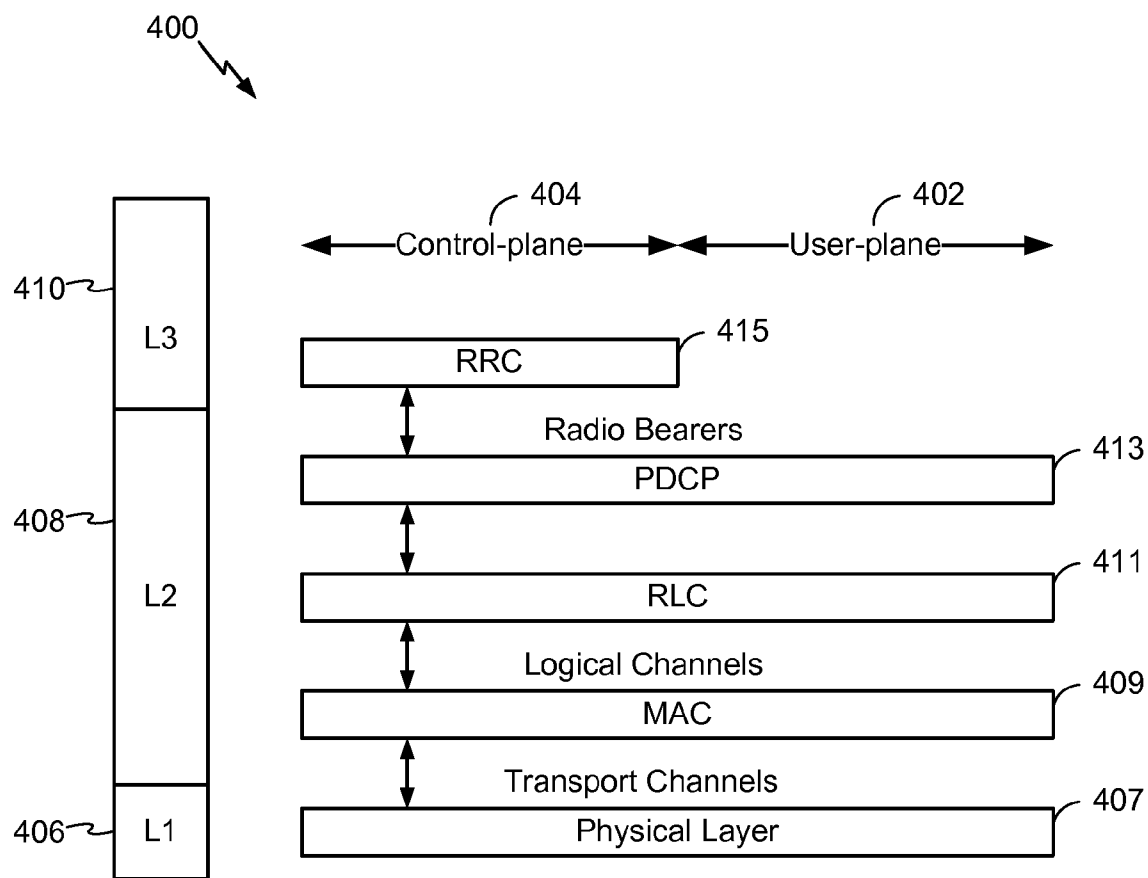 400
404
402
Control-plane
User-plane
410
L3
415
RRC
Radio Bearers
413
PDCP
408
L2
411
RLC
Logical Channels
409
MAC
Transport Channels
407
406
L1
Physical Layer